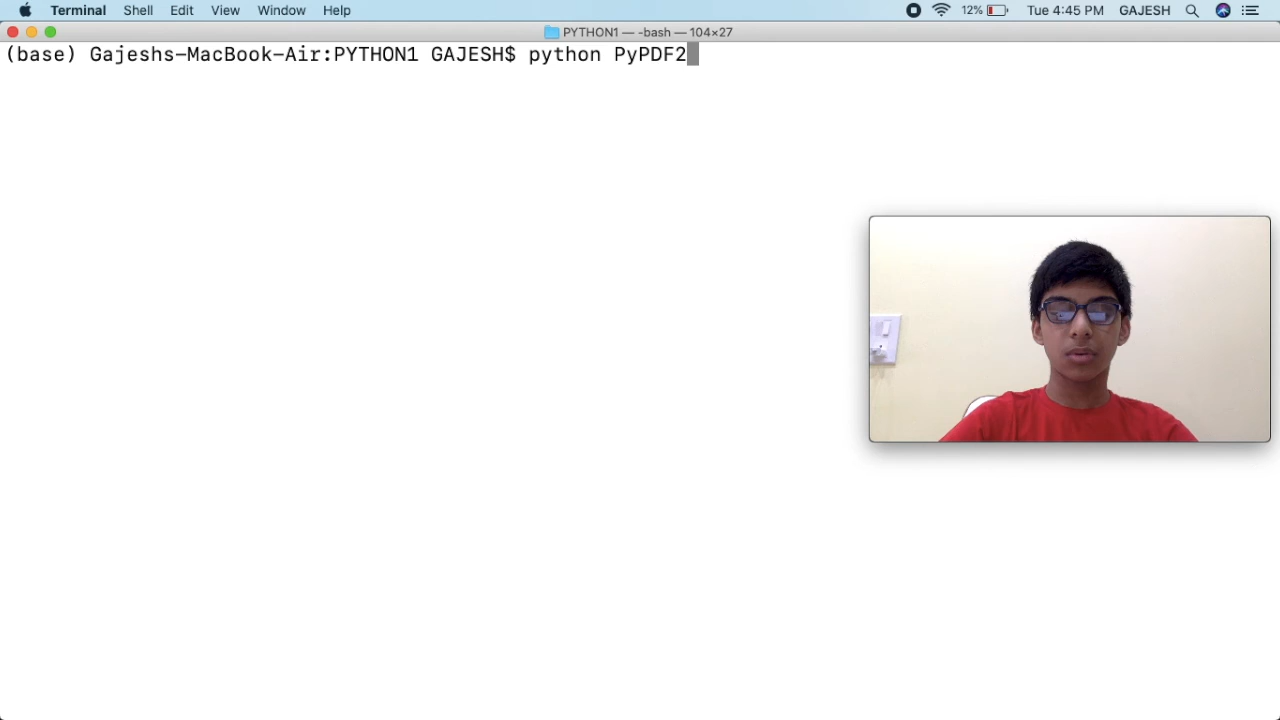 Terminal Shell Edit View Window Help 12% Tue 4:45 PM GAJESH
PYTHON1 — -bash — 104×27
(base) Gajeshs-MacBook-Air:PYTHON1 GAJESH$ python PyPDF2